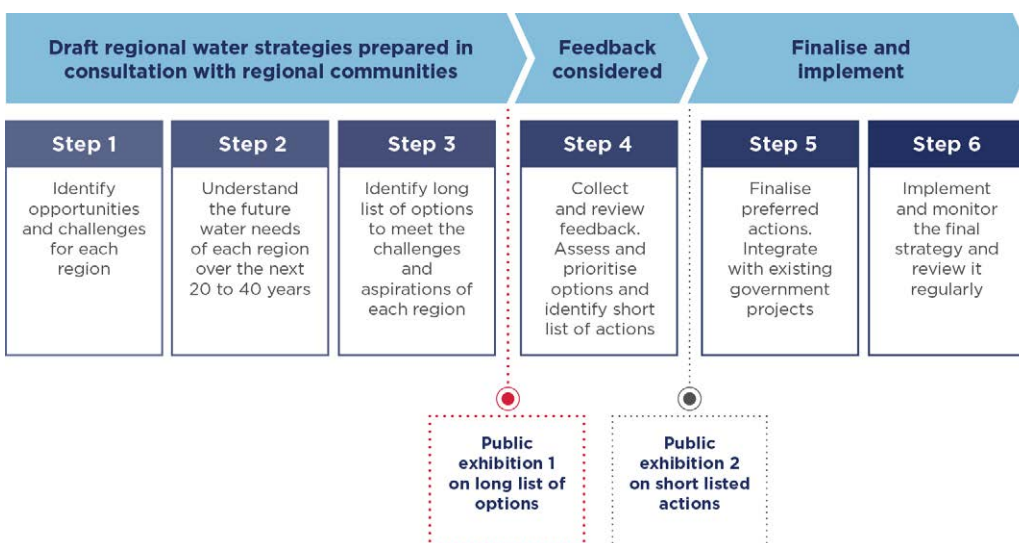 Draft regional water strategies prepared in
consultation with regional communities
Feedback
considered
Finalise and
implement
Step 1
Identify
opportunities
and challenges
for each
region
Step 2
Understand
the future
water needs
of each region
over the next
20 to 40 years
Step 3
Identify long
list of options
to meet the
challenges
and
aspirations of
each region
Step 4
Collect
and review
feedback.
Assess and
prioritise
options and
identify short
list of actions
Step 5
Finalise
preferred
actions.
Integrate
with existing
government
projects
Step 6
Implement
and monitor
the final
strategy and
review it
regularly
Public
exhibition 1
on long list of
options
Public
exhibition 2
on short listed
actions